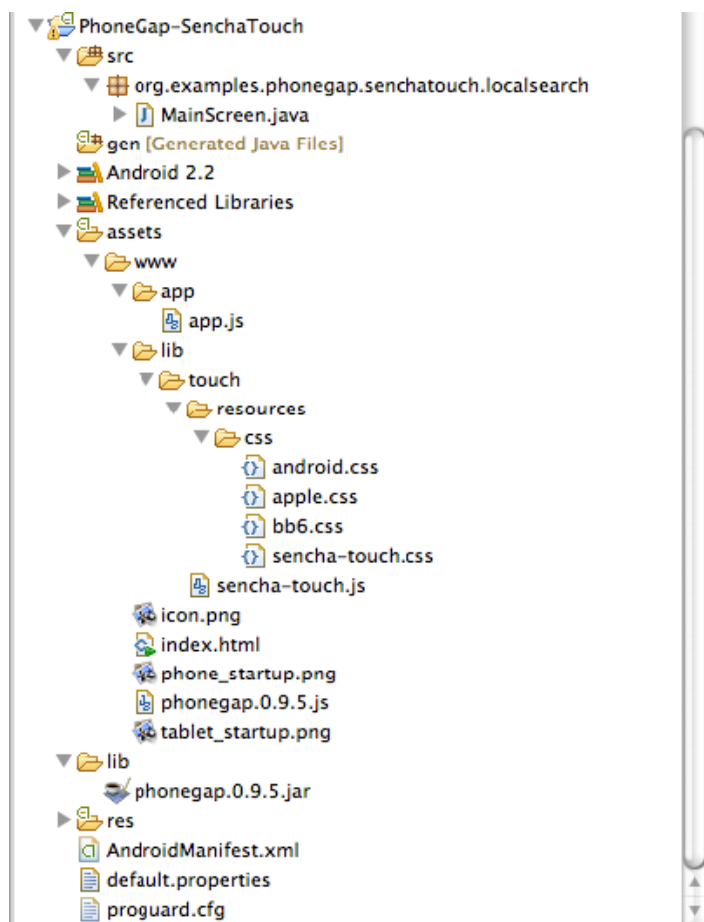 PhoneGap-SenchaTouch
src
org.examples.phonegap.senchatouch.localsearch
MainScreen.java
gen [Generated Java Files]
Android 2.2
Referenced Libraries
assets
www
app
app.js
lib
touch
resources
css
android.css
apple.css
bb6.css
sencha-touch.css
sencha-touch.js
icon.png
index.html
phone_startup.png
phonegap.0.9.5.js
tablet_startup.png
lib
phonegap.0.9.5.jar
res
AndroidManifest.xml
default.properties
proguard.cfg